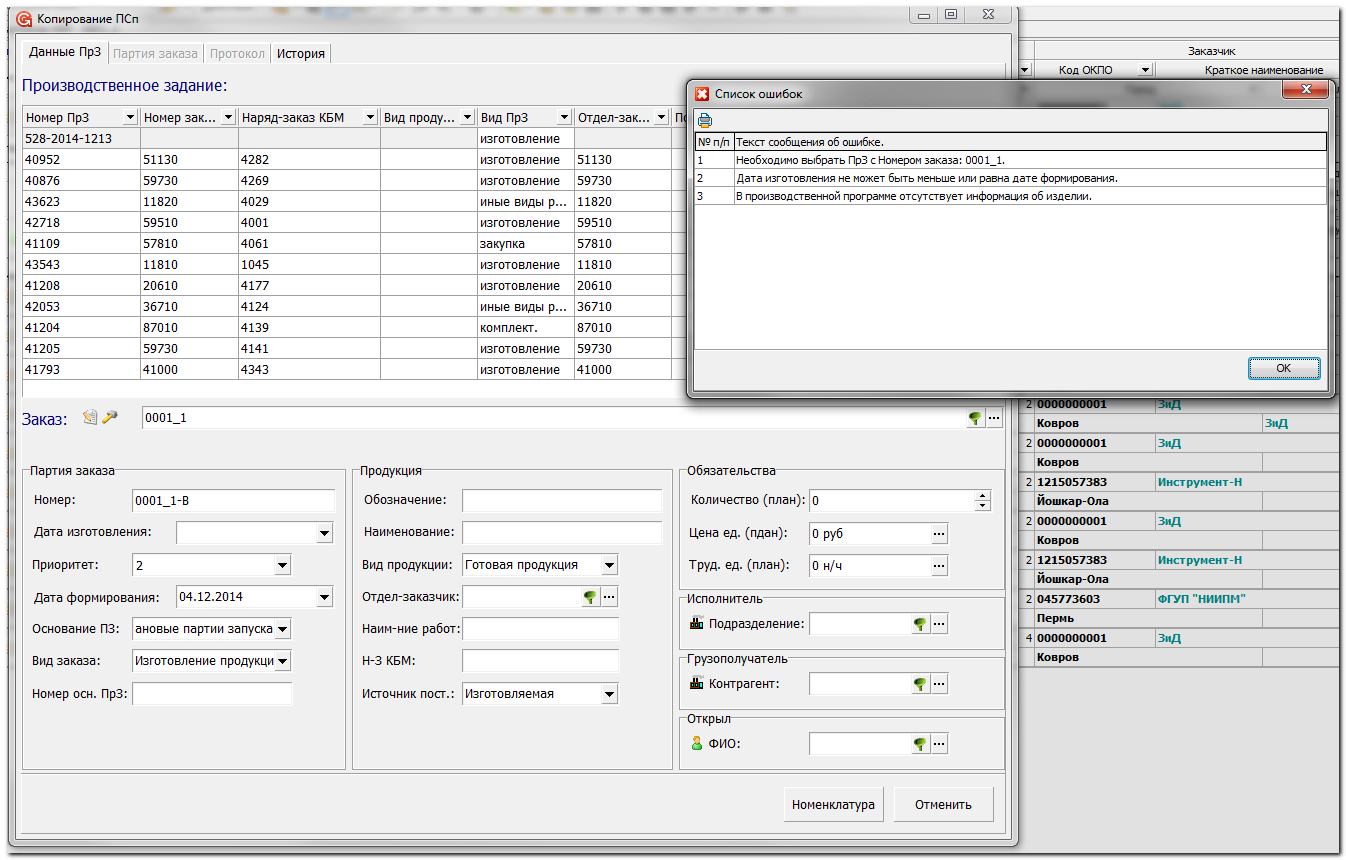 Копирование ПСп
Данные ПрЗ Партия заказа Протокол История
Производственное задание:
Номер ПрЗ Номер зак... Наряд-заказ КБМ Вид проду... Вид ПрЗ Отдел-зак...
528-2014-1213 изготовление
40952 51130 4282 изготовление 51130
40876 59730 4269 изготовление 59730
43623 11820 4029 иные виды р... 11820
42718 59510 4001 изготовление 59510
41109 57810 4061 закупка 57810
43543 11810 1045 изготовление 11810
41208 20610 4177 изготовление 20610
42053 36710 4124 иные виды р... 36710
41204 87010 4139 комплект. 87010
41205 59730 4141 изготовление 59730
41793 41000 4343 изготовление 41000
Заказ: 0001_1 ...
Партия заказа
Номер: 0001_1-В
Дата изготовления:
Приоритет: 2
Дата формирования: 04.12.2014
Основание ПЗ: ановые партии запуска
Вид заказа: Изготовление продукци
Номер осн. ПрЗ:
Продукция
Обозначение:
Наименование:
Вид продукции: Готовая продукция
Отдел-заказчик: ...
Наим-ние работ:
Н-З КБМ:
Источник пост.: Изготовляемая
Обязательства
Количество (план): 0
Цена ед. (пдан): 0 руб ...
Труд. ед. (план): 0 н/ч ...
Исполнитель
Подразделение: ...
Грузополучатель
Контрагент: ...
Открыл
ФИО: ...
Номенклатура Отменить
Список ошибок
№ п/п Текст сообщения об ошибке.
1 Необходимо выбрать ПрЗ с Номером заказа: 0001_1.
2 Дата изготовления не может быть меньше или равна дате формирования.
3 В производственной программе отсутствует информация об изделии.
OK
Заказчик
Код ОКПО Краткое наименование
2 0000000001 ЗиД
Ковров ЗиД
2 0000000001 ЗиД
Ковров
2 1215057383 Инструмент-Н
Йошкар-Ола
2 0000000001 ЗиД
Ковров
2 1215057383 Инструмент-Н
Йошкар-Ола
2 045773603 ФГУП "НИИПМ"
Пермь
4 0000000001 ЗиД
Ковров